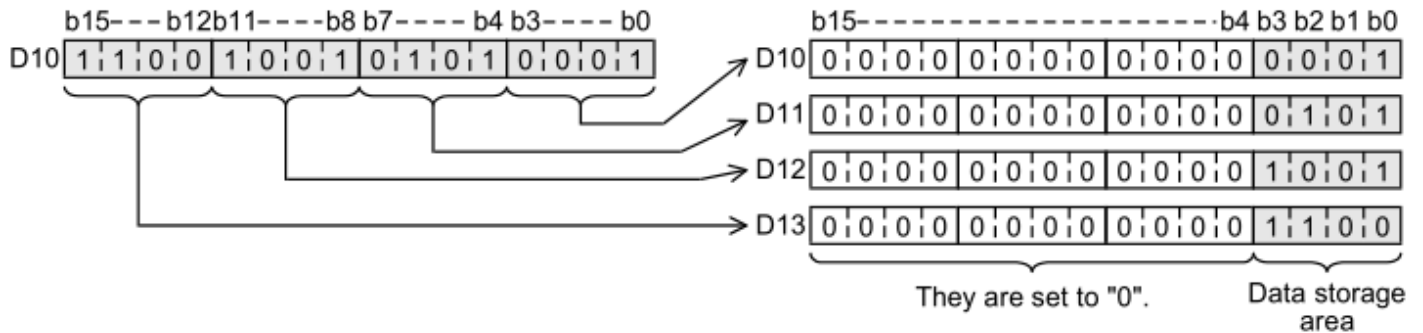 b15----b12b11----b8 b7----b4 b3----b0
D10 1 1 0 0 1 0 0 1 0 1 0 1 0 0 0 1
b15--------------------b4 b3 b2 b1 b0
D10 0 0 0 0 0 0 0 0 0 0 0 0 0 0 0 1
D11 0 0 0 0 0 0 0 0 0 0 0 0 0 1 0 1
D12 0 0 0 0 0 0 0 0 0 0 0 0 1 0 0 1
D13 0 0 0 0 0 0 0 0 0 0 0 0 1 1 0 0
They are set to "0".
Data storage
area